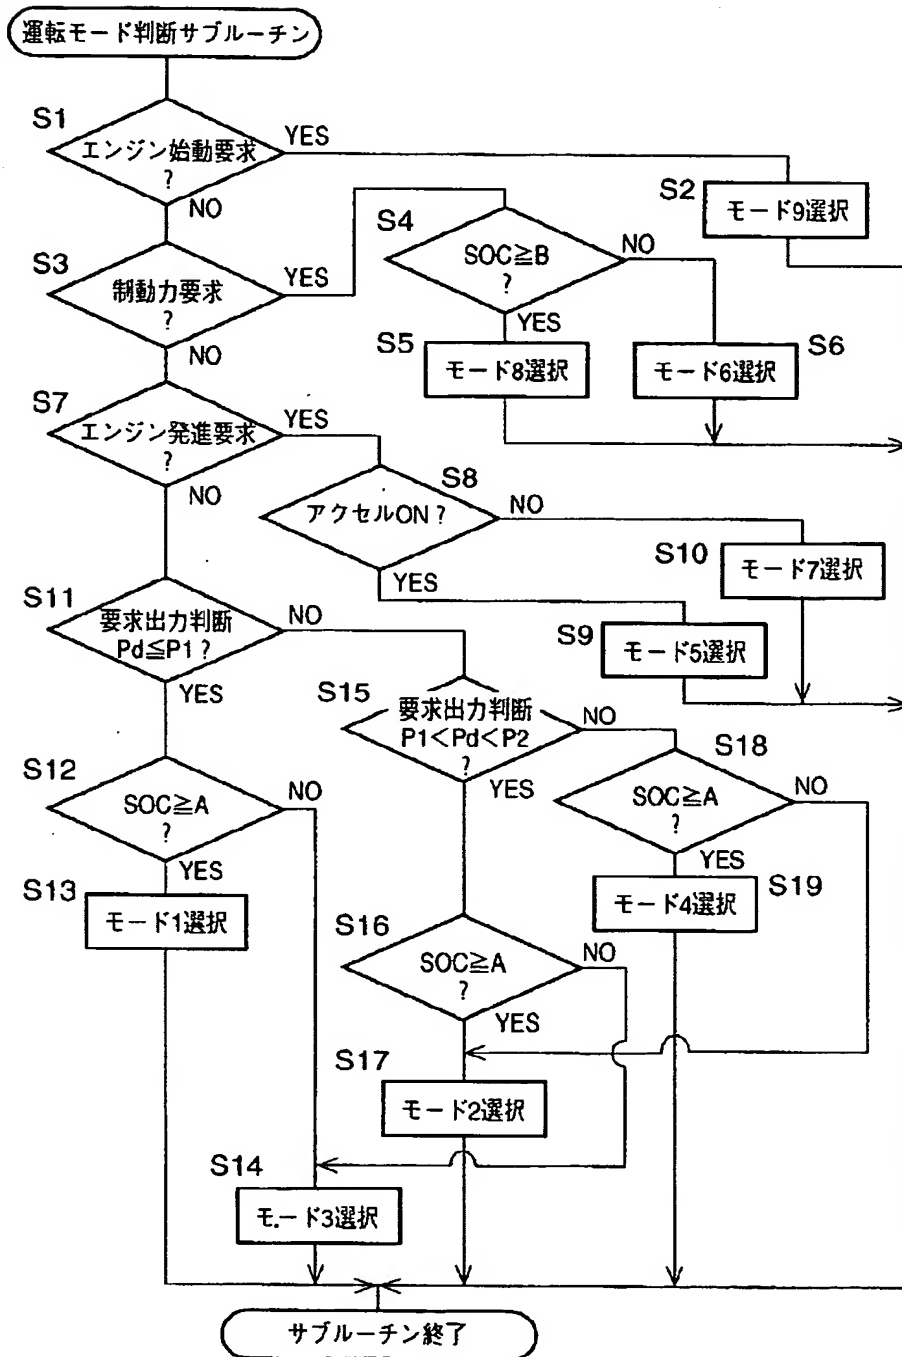 運転モード判断サブルーチン
S1
エンジン始動要求
?
YES
NO
S2
モード9選択
S3
制動力要求
?
YES
NO
S4
SOC≧B
?
NO
YES
S5
モード8選択
S6
モード6選択
S7
エンジン発進要求
?
YES
NO
S8
アクセルON?
NO
YES
S10
モード7選択
S9
モード5選択
S11
要求出力判断
Pd≦P1?
NO
YES
S15
要求出力判断
P1<Pd<P2
?
NO
YES
S12
SOC≧A
?
NO
YES
S18
SOC≧A
?
NO
YES
S13
モード1選択
S19
モード4選択
S16
SOC≧A
?
NO
YES
S17
モード2選択
S14
モード3選択
サブルーチン終了